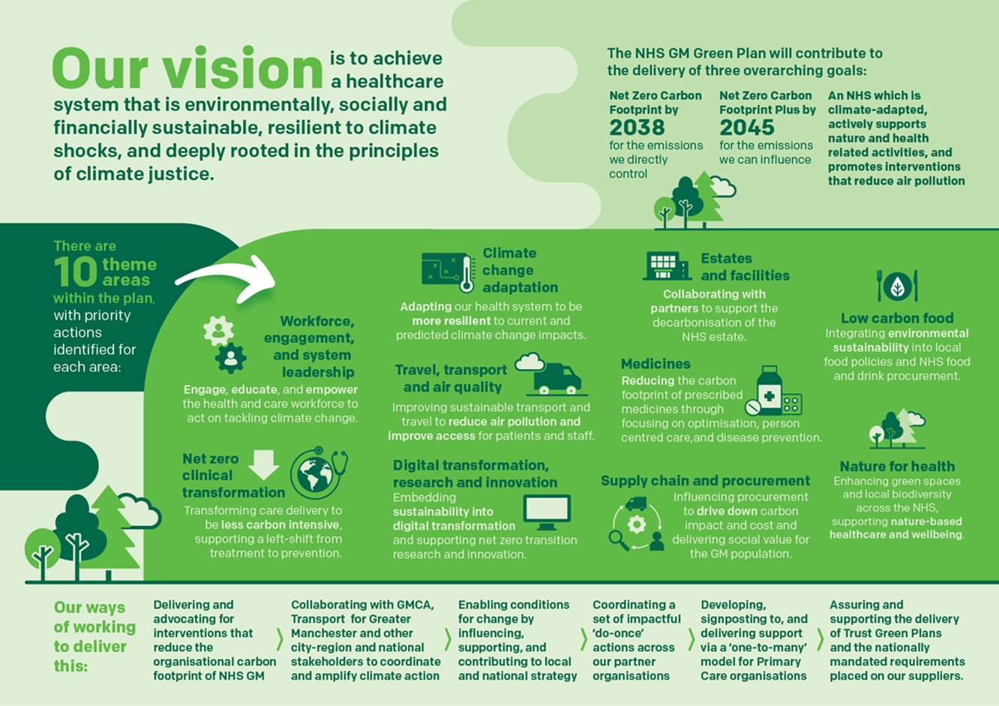 Our vision is to achieve
a healthcare
system that is environmentally, socially and
financially sustainable, resilient to climate
shocks, and deeply rooted in the principles
of climate justice.
The NHS GM Green Plan will contribute to
the delivery of three overarching goals:
Net Zero Carbon
Footprint by
2038
for the emissions
we directly
control
Net Zero Carbon
Footprint Plus by
2045
for the emissions
we can influence
An NHS which is
climate-adapted,
actively supports
nature and health
related activities, and
promotes interventions
that reduce air pollution
There are
10 theme
areas
within the plan,
with priority
actions
identified for
each area:
Workforce,
engagement,
and system
leadership
Engage, educate, and empower
the health and care workforce to
act on tackling climate change.
Net zero
clinical
transformation
Transforming care delivery to
be less carbon intensive,
supporting a left-shift from
treatment to prevention.
Climate
change
adaptation
Adapting our health system to be
more resilient to current and
predicted climate change impacts.
Travel, transport
and air quality
Improving sustainable transport and
travel to reduce air pollution and
improve access for patients and staff.
Digital transformation,
research and innovation
Embedding
sustainability into
digital transformation
and supporting net zero transition
research and innovation.
Estates
and facilities
Collaborating with
partners to support the
decarbonisation of the
NHS estate.
Medicines
Reducing the carbon
footprint of prescribed
medicines through
focusing on optimisation, person
centred care,and disease prevention.
Supply chain and procurement
Influencing procurement
to drive down carbon
impact and cost and
delivering social value for
the GM population.
Low carbon food
Integrating environmental
sustainability into local
food policies and NHS food
and drink procurement.
Nature for health
Enhancing green spaces
and local biodiversity
across the NHS,
supporting nature-based
healthcare and wellbeing.
Our ways
of working
to deliver
this:
Delivering and
advocating for
interventions that
reduce the
organisational carbon
footprint of NHS GM
Collaborating with GMCA,
Transport for Greater
Manchester and other
city-region and national
stakeholders to coordinate
and amplify climate action
Enabling conditions
for change by
influencing,
supporting, and
contributing to local
and national strategy
Coordinating a
set of impactful
'do-once'
actions across
our partner
organisations
Developing,
signposting to, and
delivering support
via a 'one-to-many'
model for Primary
Care organisations
Assuring and
supporting the delivery
of Trust Green Plans
and the nationally
mandated requirements
placed on our suppliers.